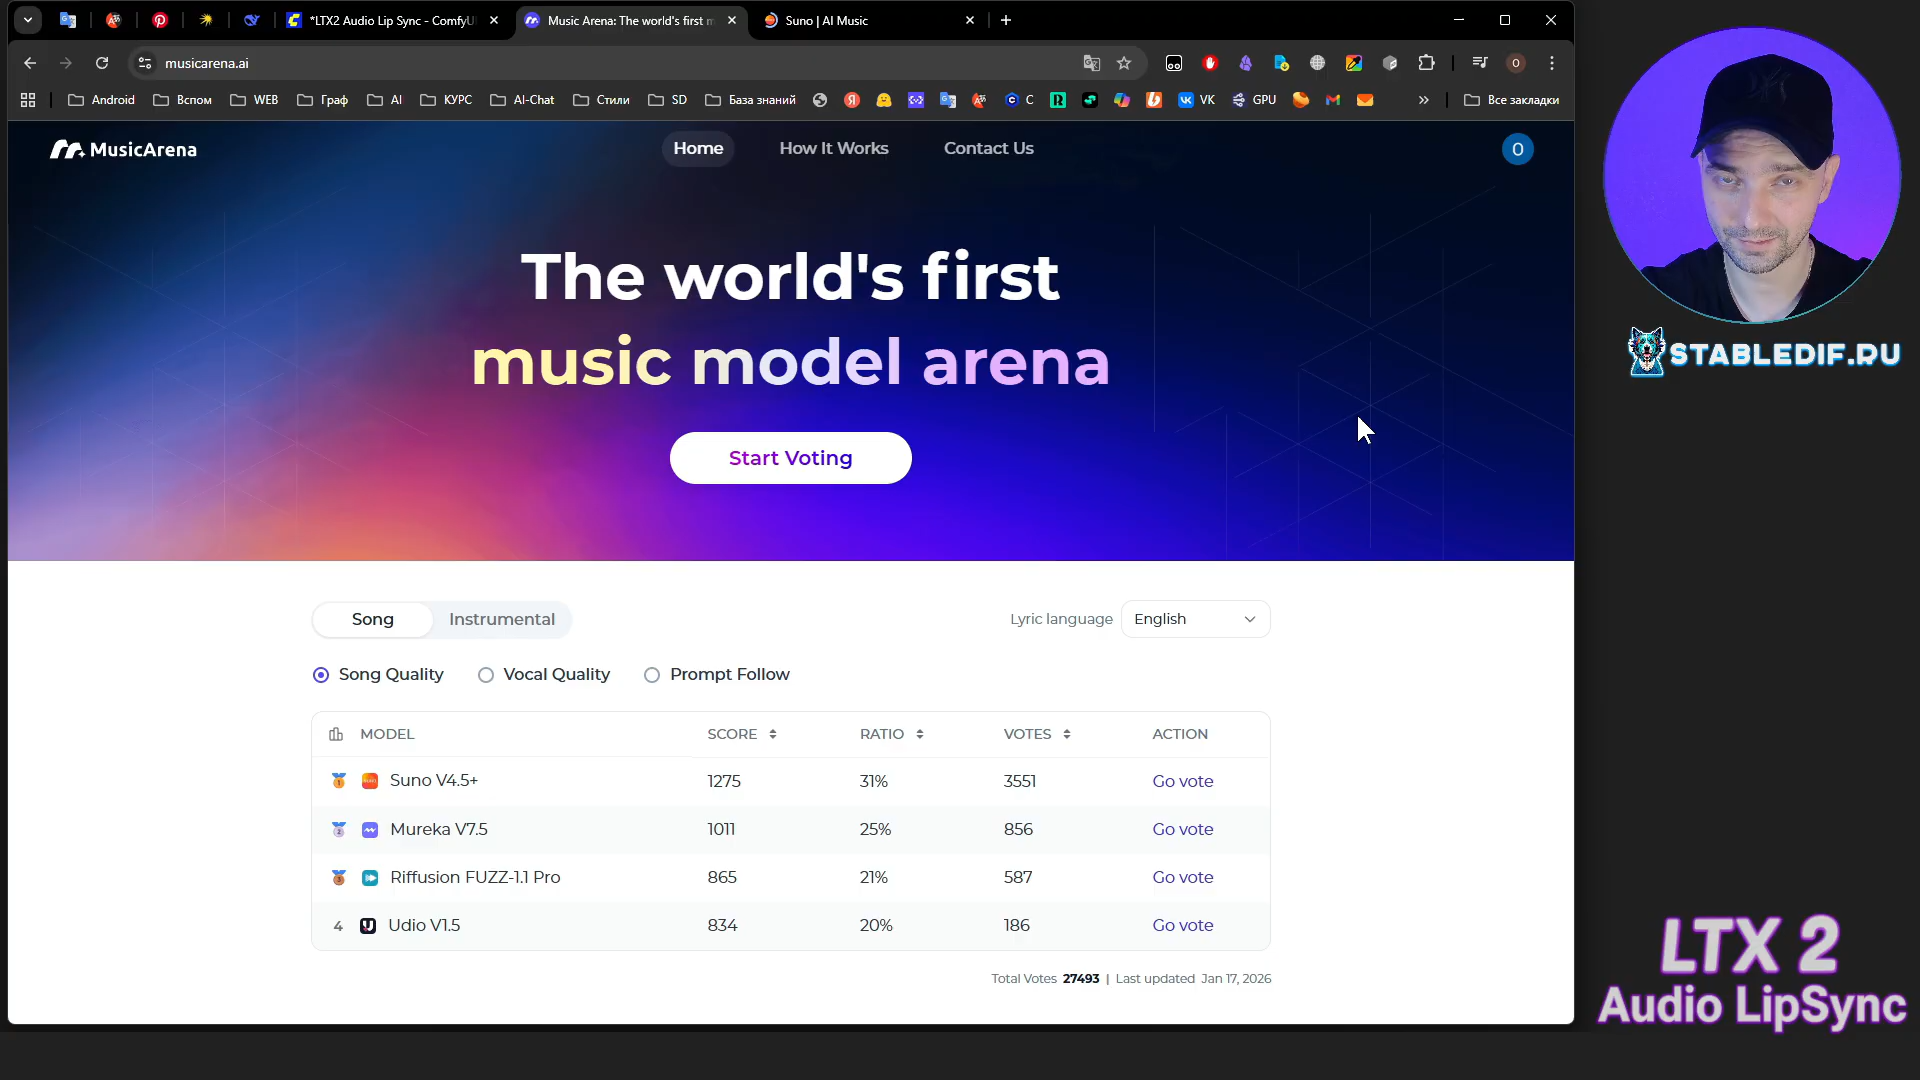 *LTX2 Audio Lip Sync - ComfyUI
Music Arena: The world's first m
Suno | AI Music
musicarena.ai
Android
Вспом
WEB
Граф
AI
КУРС
AI-Chat
Стили
SD
База знаний
C
VK
GPU
Все закладки
MusicArena
Home
How It Works
Contact Us
O
The world's first
music model arena
Start Voting
STABLEDIF.RU
Song
Instrumental
Lyric language
English
Song Quality
Vocal Quality
Prompt Follow
MODEL SCORE RATIO VOTES ACTION
Suno V4.5+ 1275 31% 3551 Go vote
Mureka V7.5 1011 25% 856 Go vote
Riffusion FUZZ-1.1 Pro 865 21% 587 Go vote
4 Udio V1.5 834 20% 186 Go vote
Total Votes 27493 | Last updated Jan 17, 2026
LTX 2
Audio LipSync